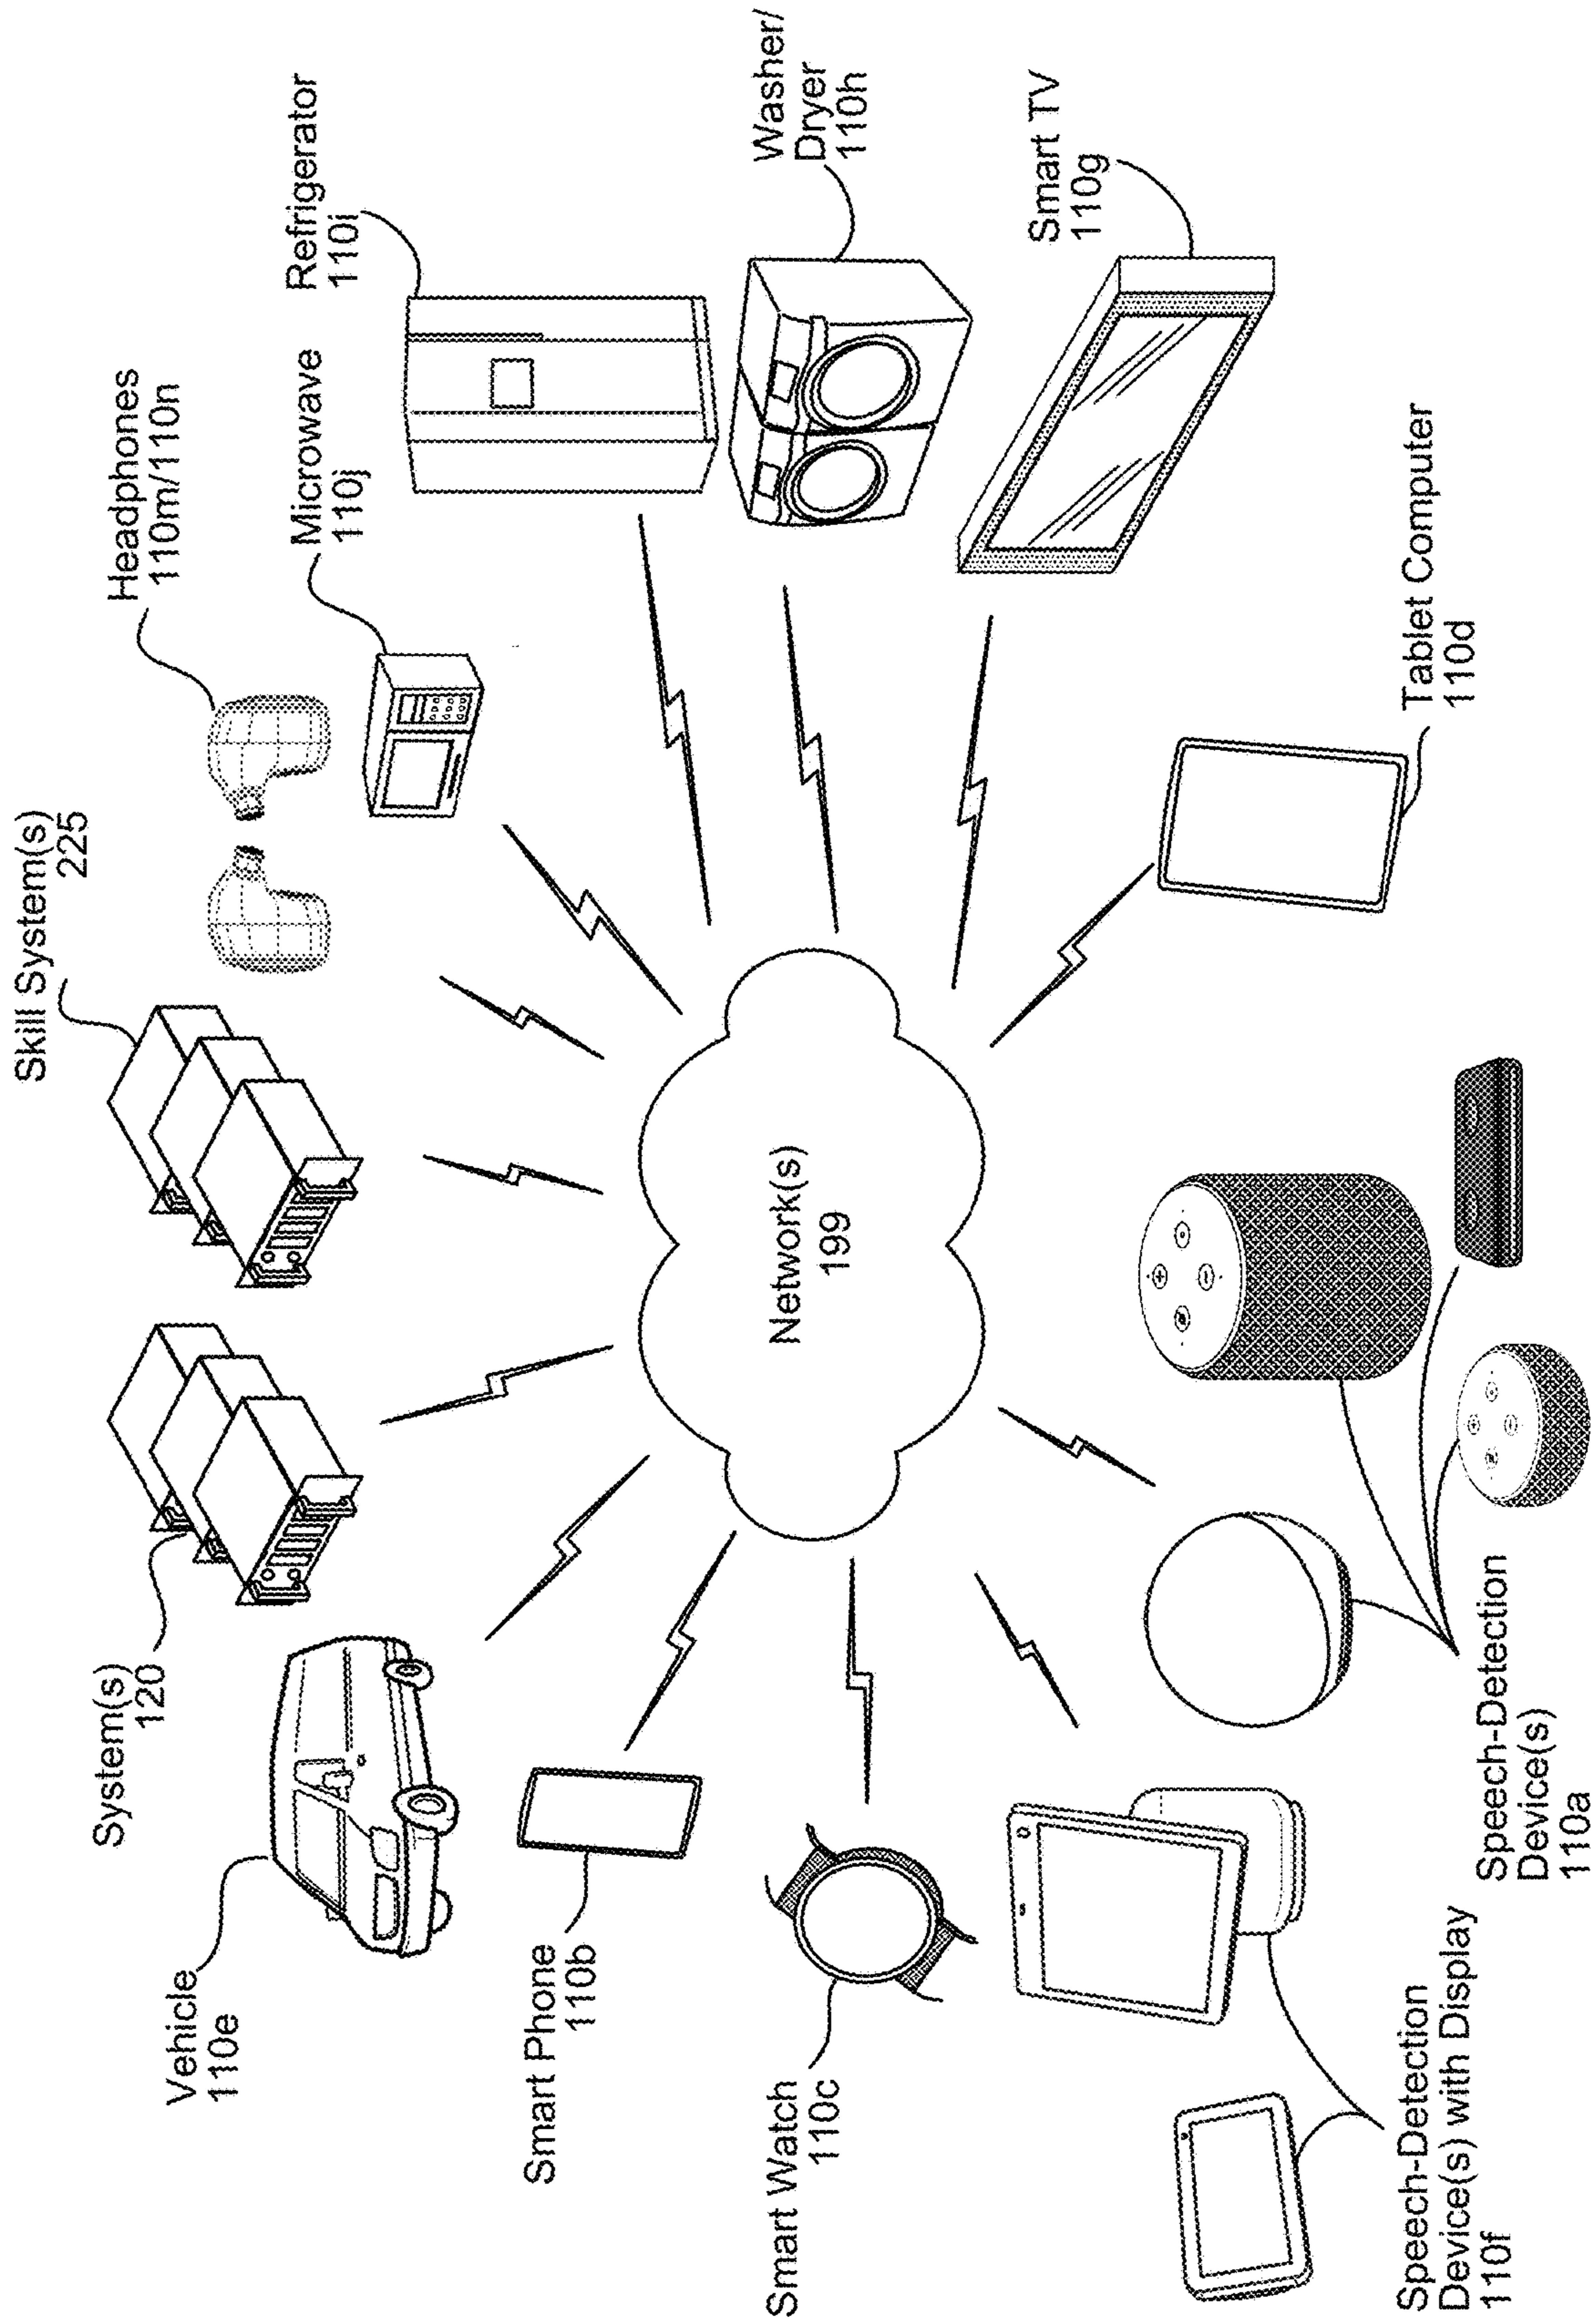 Skill System(s)
225
System(s)
120
Headphones
110m/110n
Vehicle
110e
Microwave
110j
Refrigerator
110i
Smart Phone
110b
Network(s)
199
Washer/
Dryer
110h
Smart Watch
110c
Smart TV
110g
Tablet Computer
110d
Speech-Detection
Device(s) with Display
110f
Speech-Detection
Device(s)
110a